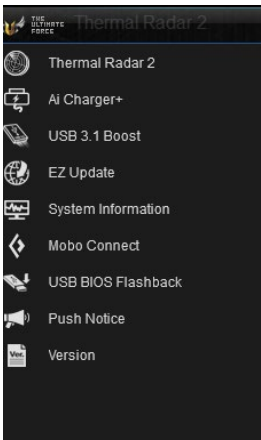 THE
ULTIMATE
FORCE
Thermal Radar 2
Thermal Radar 2
Ai Charger+
USB 3.1 Boost
EZ Update
System Information
Mobo Connect
USB BIOS Flashback
Push Notice
Ver.
Version